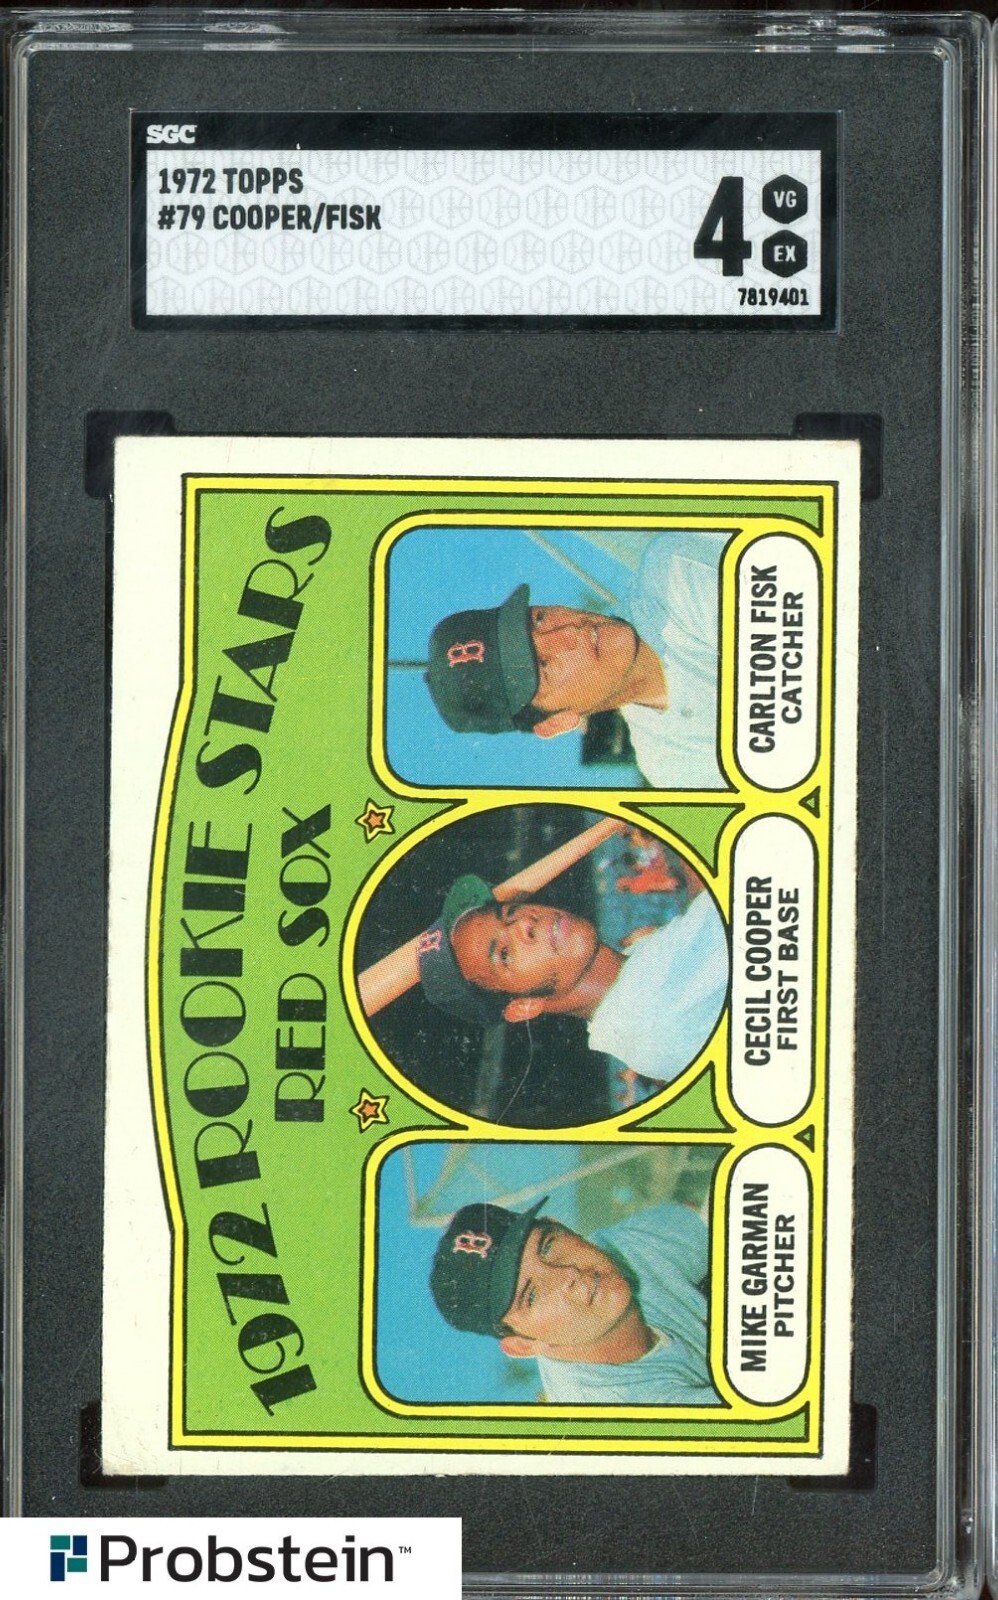 SGC
1972 TOPPS
#79 COOPER/FISK
4
VG
EX
7819401
1972 ROOKIE STARS
RED SOX
B
B
B
MIKE GARMAN
PITCHER
CECIL COOPER
FIRST BASE
CARLTON FISK
CATCHER
Probstein™